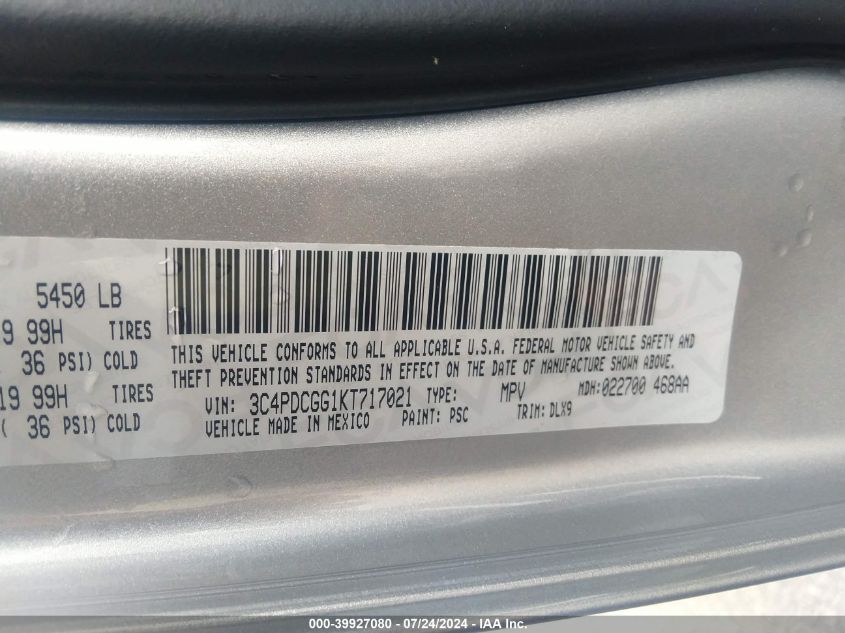 5450 LB
19 99H TIRES
36 PSI) COLD
19 99H TIRES
( 36 PSI) COLD
THIS VEHICLE CONFORMS TO ALL APPLICABLE U.S.A. FEDERAL MOTOR VEHICLE SAFETY AND
THEFT PREVENTION STANDARDS IN EFFECT ON THE DATE OF MANUFACTURE SHOWN ABOVE.
VIN: 3C4PDCGG1KT717021 TYPE: MPV MDH:022700 468AA
VEHICLE MADE IN MEXICO PAINT: PSC TRIM: DLX9
000-39927080 - 07/24/2024 - IAA Inc.